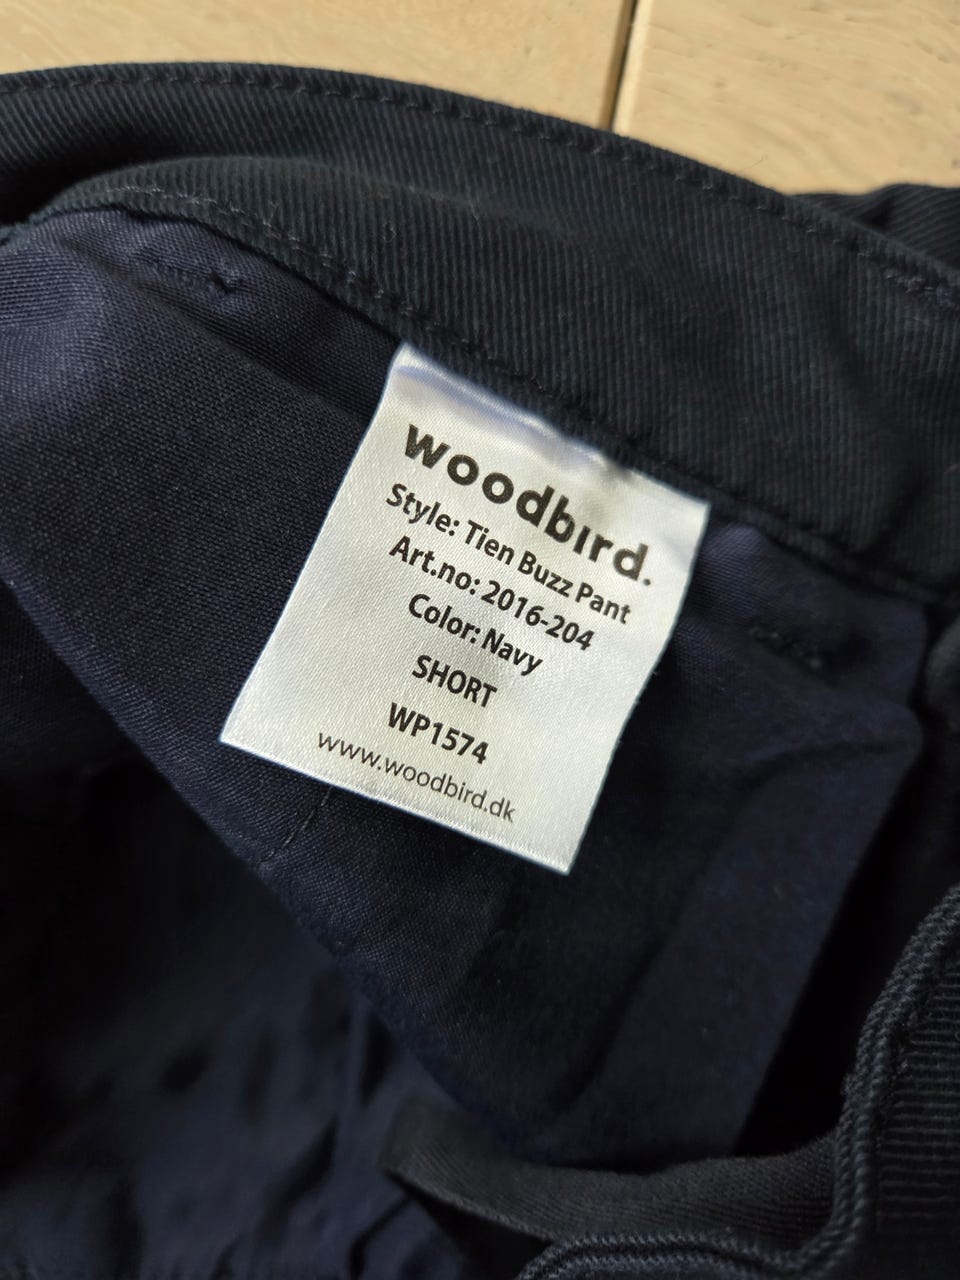 woodbird.
Style: Tien Buzz Pant
Art.no: 2016-204
Color: Navy
SHORT
WP1574
www.woodbird.dk